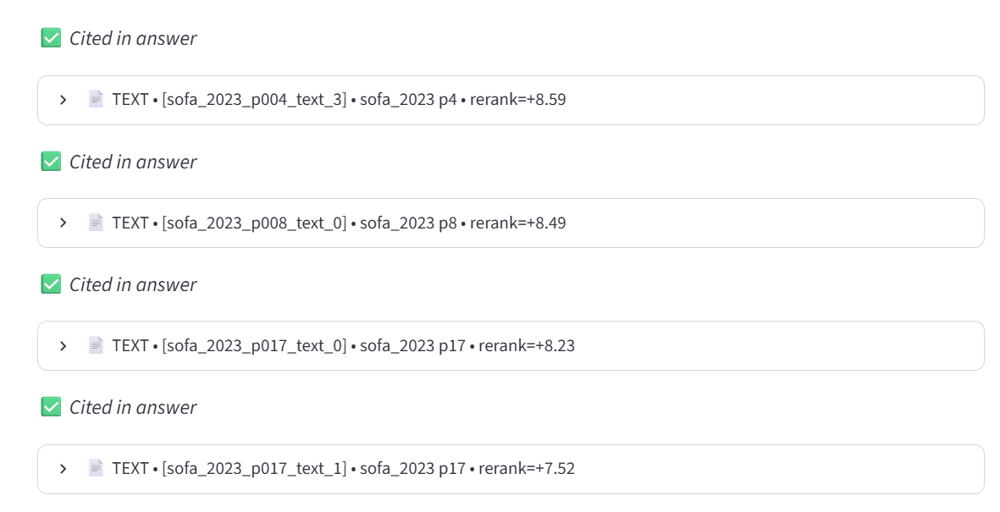 ✅ Cited in answer
TEXT • [sofa_2023_p004_text_3] • sofa_2023 p4 • rerank=+8.59
✅ Cited in answer
TEXT • [sofa_2023_p008_text_0] • sofa_2023 p8 • rerank=+8.49
✅ Cited in answer
TEXT • [sofa_2023_p017_text_0] • sofa_2023 p17 • rerank=+8.23
✅ Cited in answer
TEXT • [sofa_2023_p017_text_1] • sofa_2023 p17 • rerank=+7.52